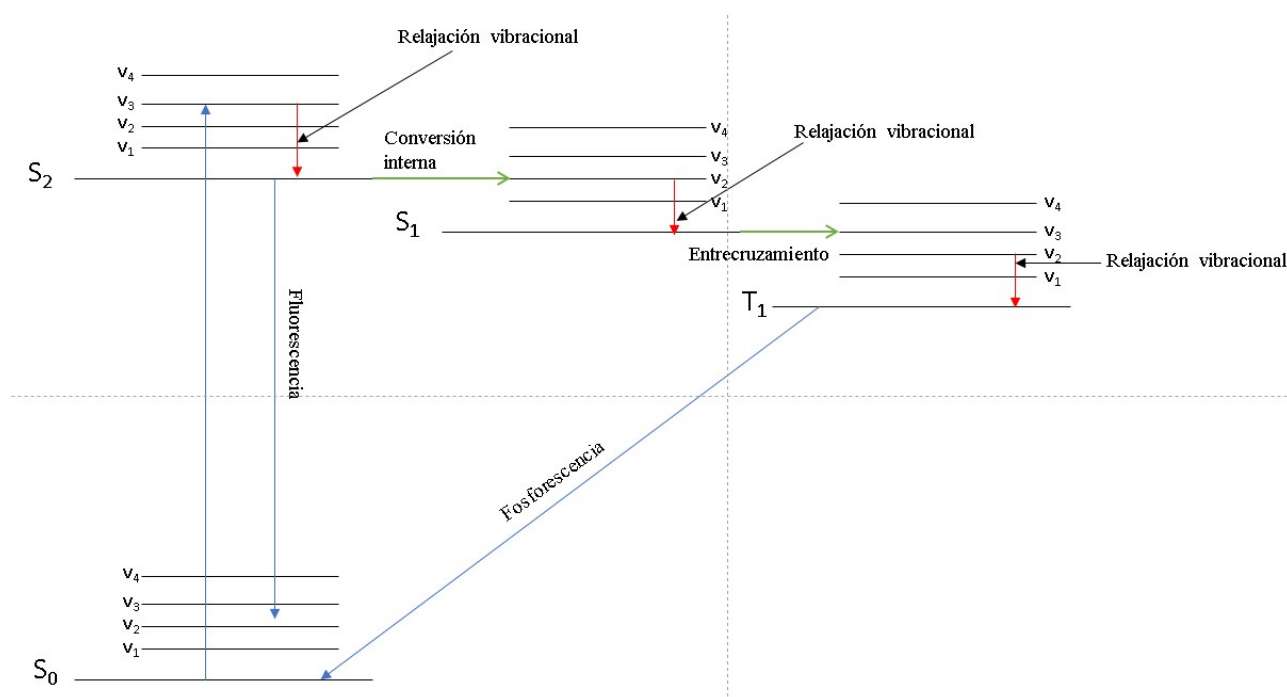 Relajación vibracional
v4
v3
v2
v1
S2
Conversión
interna
v4
v3
v2
v1
Relajación vibracional
S1
Entrecruzamiento
v4
v3
v2
v1
Relajación vibracional
T1
Fluorescencia
Fosforescencia
v4
v3
v2
v1
S0